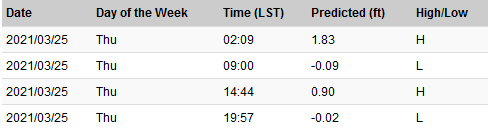 Date Day of the Week Time (LST) Predicted (ft) High/Low
2021/03/25 Thu 02:09 1.83 H
2021/03/25 Thu 09:00 -0.09 L
2021/03/25 Thu 14:44 0.90 H
2021/03/25 Thu 19:57 -0.02 L